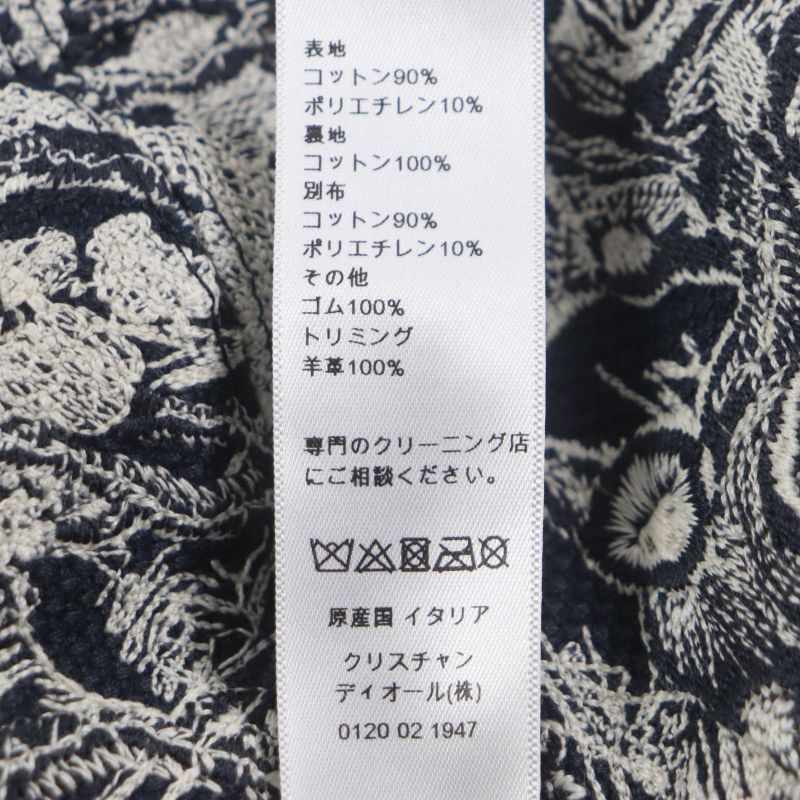 表地
コットン90%
ポリエチレン10%
裏地
コットン100%
別布
コットン90%
ポリエチレン10%
その他
ゴム100%
トリミング
羊革100%
専門のクリーニング店
にご相談ください。
原産国 イタリア
クリスチャン
ディオール(株)
0120 02 1947